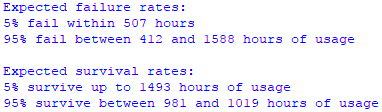 Expected failure rates:
5% fail within 507 hours
95% fail between 412 and 1588 hours of usage

Expected survival rates:
5% survive up to 1493 hours of usage
95% survive between 981 and 1019 hours of usage